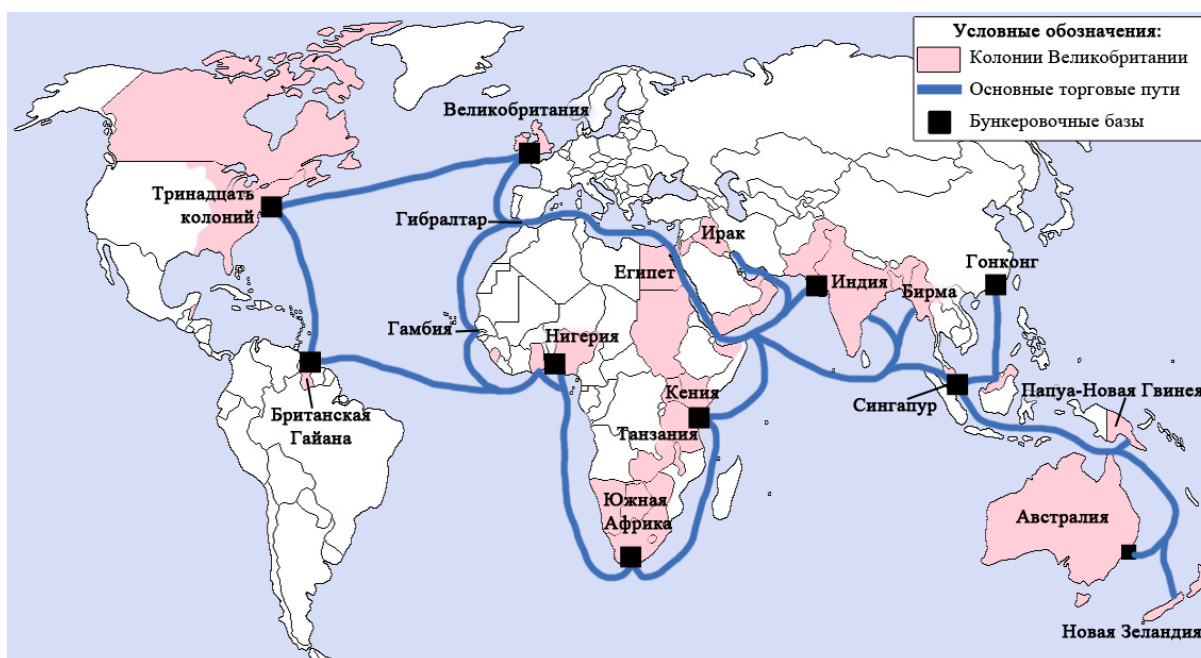 Условные обозначения:
Колонии Великобритании
Основные торговые пути
Бункеровочные базы
Великобритания
Тринадцать
колоний
Гибралтар
Ирак
Египет
Индия
Гонконг
Бирма
Гамбия
Нигерия
Кения
Сингапур
Папуа-Новая Гвинея
Британская
Гайана
Танзания
Южная
Африка
Австралия
Новая Зеландия